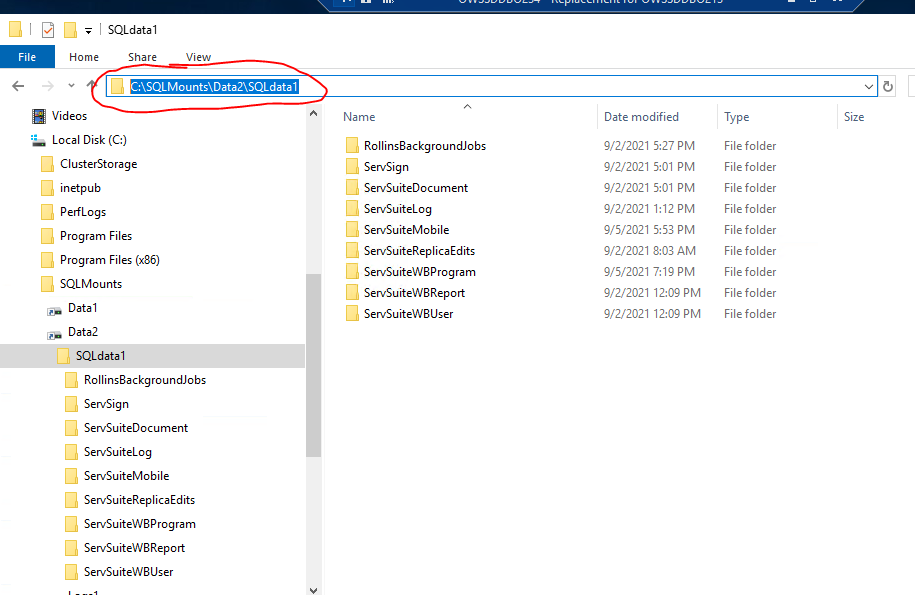 Replacement for
SQLdata1
File Home Share View
C:\SQLMounts\Data2\SQLdata1
Videos
Local Disk (C:)
ClusterStorage
inetpub
PerfLogs
Program Files
Program Files (x86)
SQLMounts
Data1
Data2
SQLdata1
RollinsBackgroundJobs
ServSign
ServSuiteDocument
ServSuiteLog
ServSuiteMobile
ServSuiteReplicaEdits
ServSuiteWBProgram
ServSuiteWBReport
ServSuiteWBUser
Logs1
Name Date modified Type Size
RollinsBackgroundJobs 9/2/2021 5:27 PM File folder
ServSign 9/2/2021 5:01 PM File folder
ServSuiteDocument 9/2/2021 5:01 PM File folder
ServSuiteLog 9/2/2021 1:12 PM File folder
ServSuiteMobile 9/5/2021 5:53 PM File folder
ServSuiteReplicaEdits 9/2/2021 8:03 AM File folder
ServSuiteWBProgram 9/5/2021 7:19 PM File folder
ServSuiteWBReport 9/2/2021 12:09 PM File folder
ServSuiteWBUser 9/2/2021 12:09 PM File folder